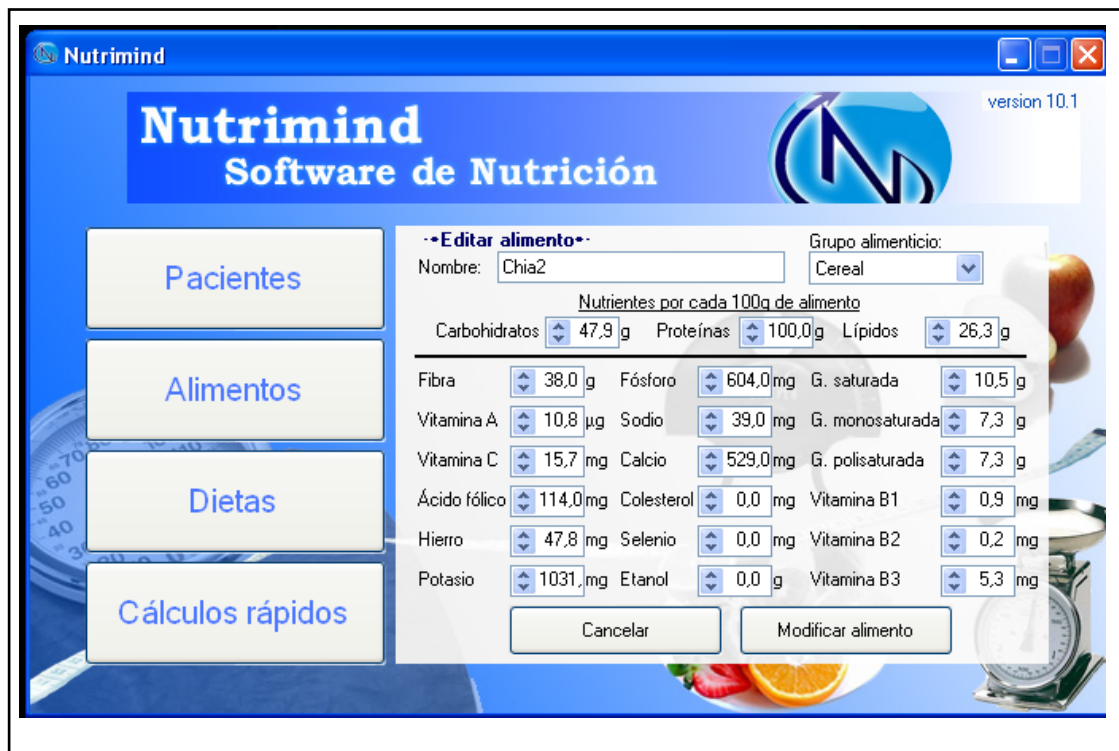 Nutrimind
version 10.1
Nutrimind
Software de Nutrición
Pacientes
Alimentos
Dietas
Cálculos rápidos
Editar alimento
Grupo alimenticio:
Nombre: Chia2 Cereal
Nutrientes por cada 100g de alimento
Carbohidratos 47,9 g Proteínas 100,0 g Lípidos 26,3 g
Fibra 38,0 g Fósforo 604,0 mg G. saturada 10,5 g
Vitamina A 10,8 µg Sodio 39,0 mg G. monosaturada 7,3 g
Vitamina C 15,7 mg Calcio 529,0 mg G. polisaturada 7,3 g
Ácido fólico 114,0 mg Colesterol 0,0 mg Vitamina B1 0,9 mg
Hierro 47,8 mg Selenio 0,0 mg Vitamina B2 0,2 mg
Potasio 1031, mg Etanol 0,0 g Vitamina B3 5,3 mg
Cancelar Modificar alimento
70
60
50
40